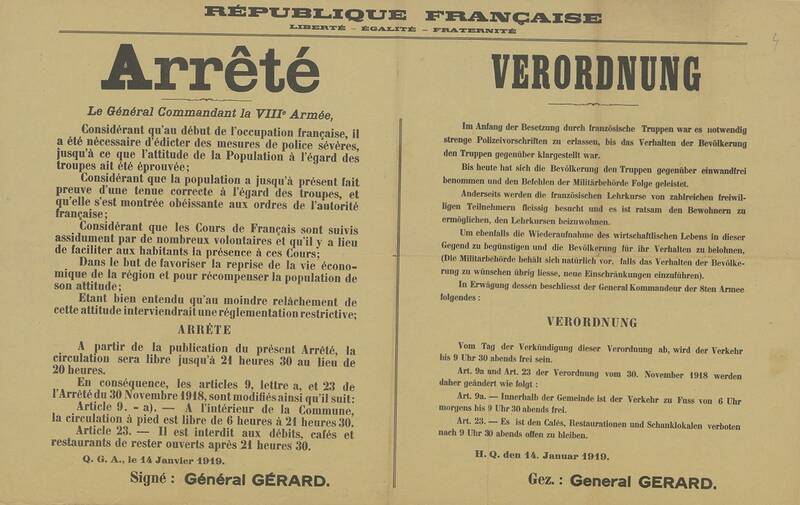 RÉPUBLIQUE FRANÇAISE
LIBERTÉ - ÉGALITÉ - FRATERNITÉ
4
Arrêté
Le Général Commandant la VIIIe Armée,
Considérant qu'au début de l'occupation française, il
a été nécessaire d'édicter des mesures de police sévères,
jusqu'à ce que l'attitude de la Population à l'égard des
troupes ait été éprouvée;
Considérant que la population a jusqu'à présent fait
preuve d'une tenue correcte à l'égard des troupes, et
qu'elle s'est montrée obéissante aux ordres de l'autorité
française;
Considérant que les Cours de Français sont suivis
assidument par de nombreux volontaires et qu'il y a lieu
de faciliter aux habitants la présence à ces Cours;
Dans le but de favoriser la reprise de la vie écono-
mique de la région et pour récompenser la population de
son attitude;
Etant bien entendu qu'au moindre relâchement de
cette attitude interviendrait une réglementation restrictive;
ARRÊTE
A partir de la publication du présent Arrêté, la
circulation sera libre jusqu'à 21 heures 30 au lieu de
20 heures.
En conséquence, les articles 9, lettre a, et 23 de
l'Arrêté du 30 Novembre 1918, sont modifiés ainsi qu'il suit:
Article 9. - a). — A l'intérieur de la Commune,
la circulation à pied est libre de 6 heures à 21 heures 30.
Article 23. — Il est interdit aux débits, cafés et
restaurants de rester ouverts après 21 heures 30.
Q. G. A., le 14 Janvier 1919.
Signé : Général GÉRARD.
VERORDNUNG
Im Anfang der Besetzung durch französische Truppen war es notwendig
strenge Polizeivorschriften zu erlassen, bis das Verhalten der Bevölkerung
den Truppen gegenüber klargestellt war.
Bis heute hat sich die Bevölkerung den Truppen gegenüber einwandfrei
benommen und den Befehlen der Militärbehörde Folge geleistet.
Anderseits werden die französischen Lehrkurse von zahlreichen freiwil-
ligen Teilnehmern fleissig besucht und es ist ratsam den Bewohnern zu
ermöglichen, den Lehrkursen beizuwohnen.
Um ebenfalls die Wiederaufnahme des wirtschaftlichen Lebens in dieser
Gegend zu begünstigen und die Bevölkerung für ihr Verhalten zu belohnen,
(Die Militarbehörde behält sich natürlich vor, falls das Verhalten der Bevölke-
rung zu wünschen übrig liesse, neue Einschränkungen einzuführen).
In Erwägung dessen beschliesst der General Kommandeur der 8ten Armee
folgendes :
VERORDNUNG
Vom Tag der Verkündigung dieser Verordnung ab, wird der Verkehr
bis 9 Uhr 30 abends frei sein.
Art. 9a und Art. 23 der Verordnung vom 30. November 1918 werden
daher geändert wie folgt :
Art. 9a. — Innerhalb der Gemeinde ist der Verkehr zu Fuss von 6 Uhr
morgens bis 9 Uhr 30 abends frei.
Art. 23. — Es ist den Cafés, Restaurationen und Schanklokalen verboten
nach 9 Uhr 30 abends offen zu bleiben.
H. Q. den 14. Januar 1919.
Gez. : General GERARD.